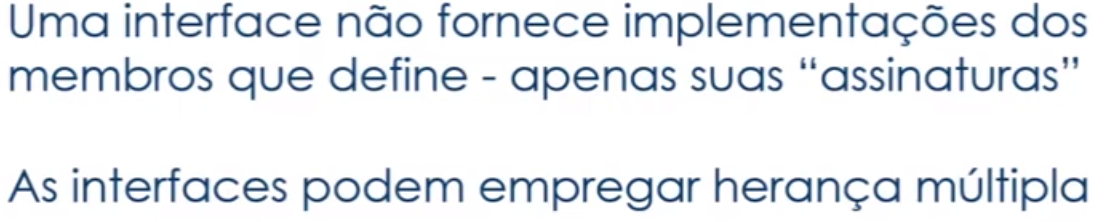 Uma interface não fornece implementações dos
membros que define - apenas suas “assinaturas”
As interfaces podem empregar herança múltipla